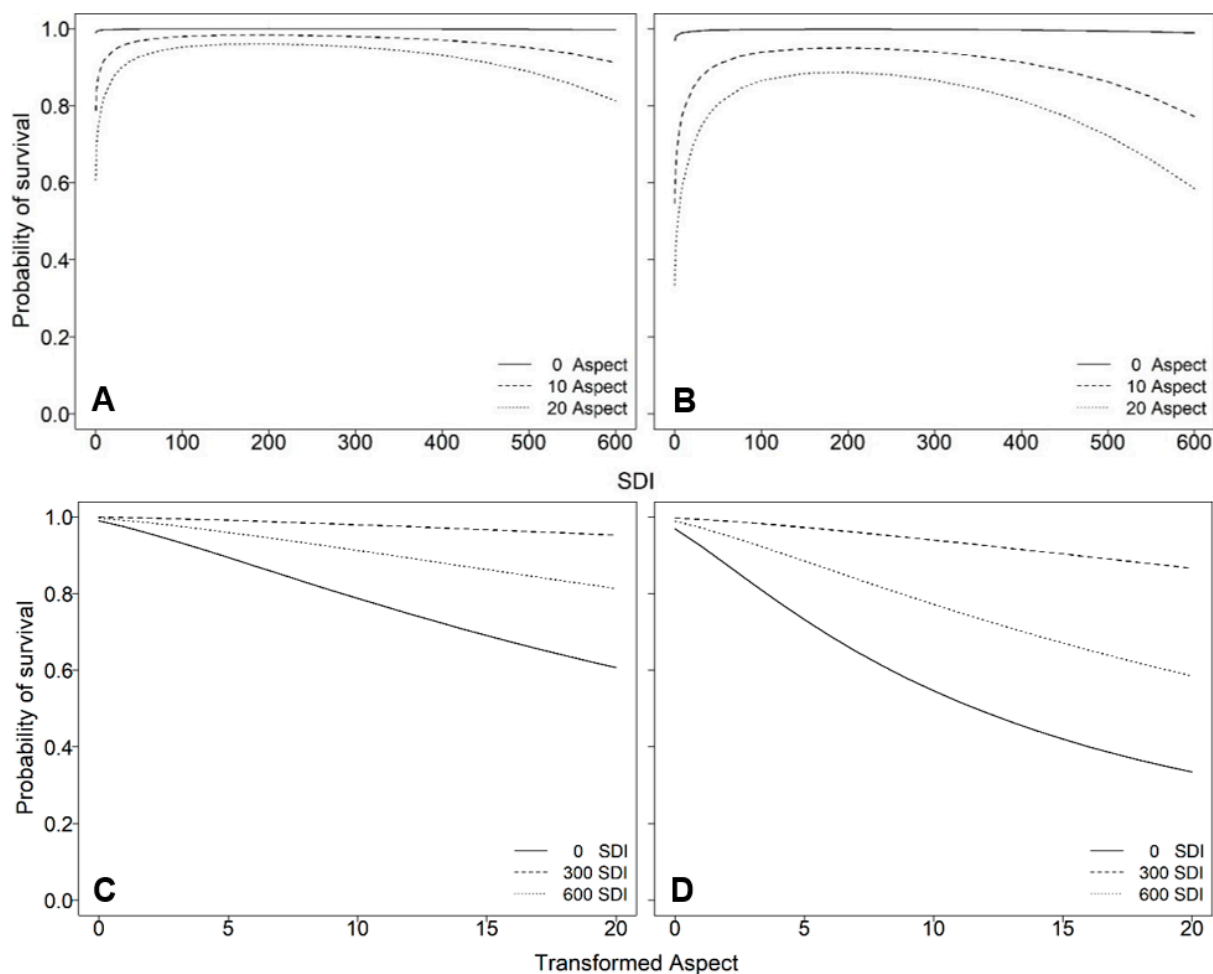 Probability of survival
1.0
0.8
0.6
0.4
0.2
0.0
0 Aspect
10 Aspect
20 Aspect
A
0 100 200 300 400 500 600
0 Aspect
10 Aspect
20 Aspect
B
0 100 200 300 400 500 600
SDI
Probability of survival
1.0
0.8
0.6
0.4
0.2
0.0
0 SDI
300 SDI
600 SDI
C
0 5 10 15 20
0 SDI
300 SDI
600 SDI
D
0 5 10 15 20
Transformed Aspect